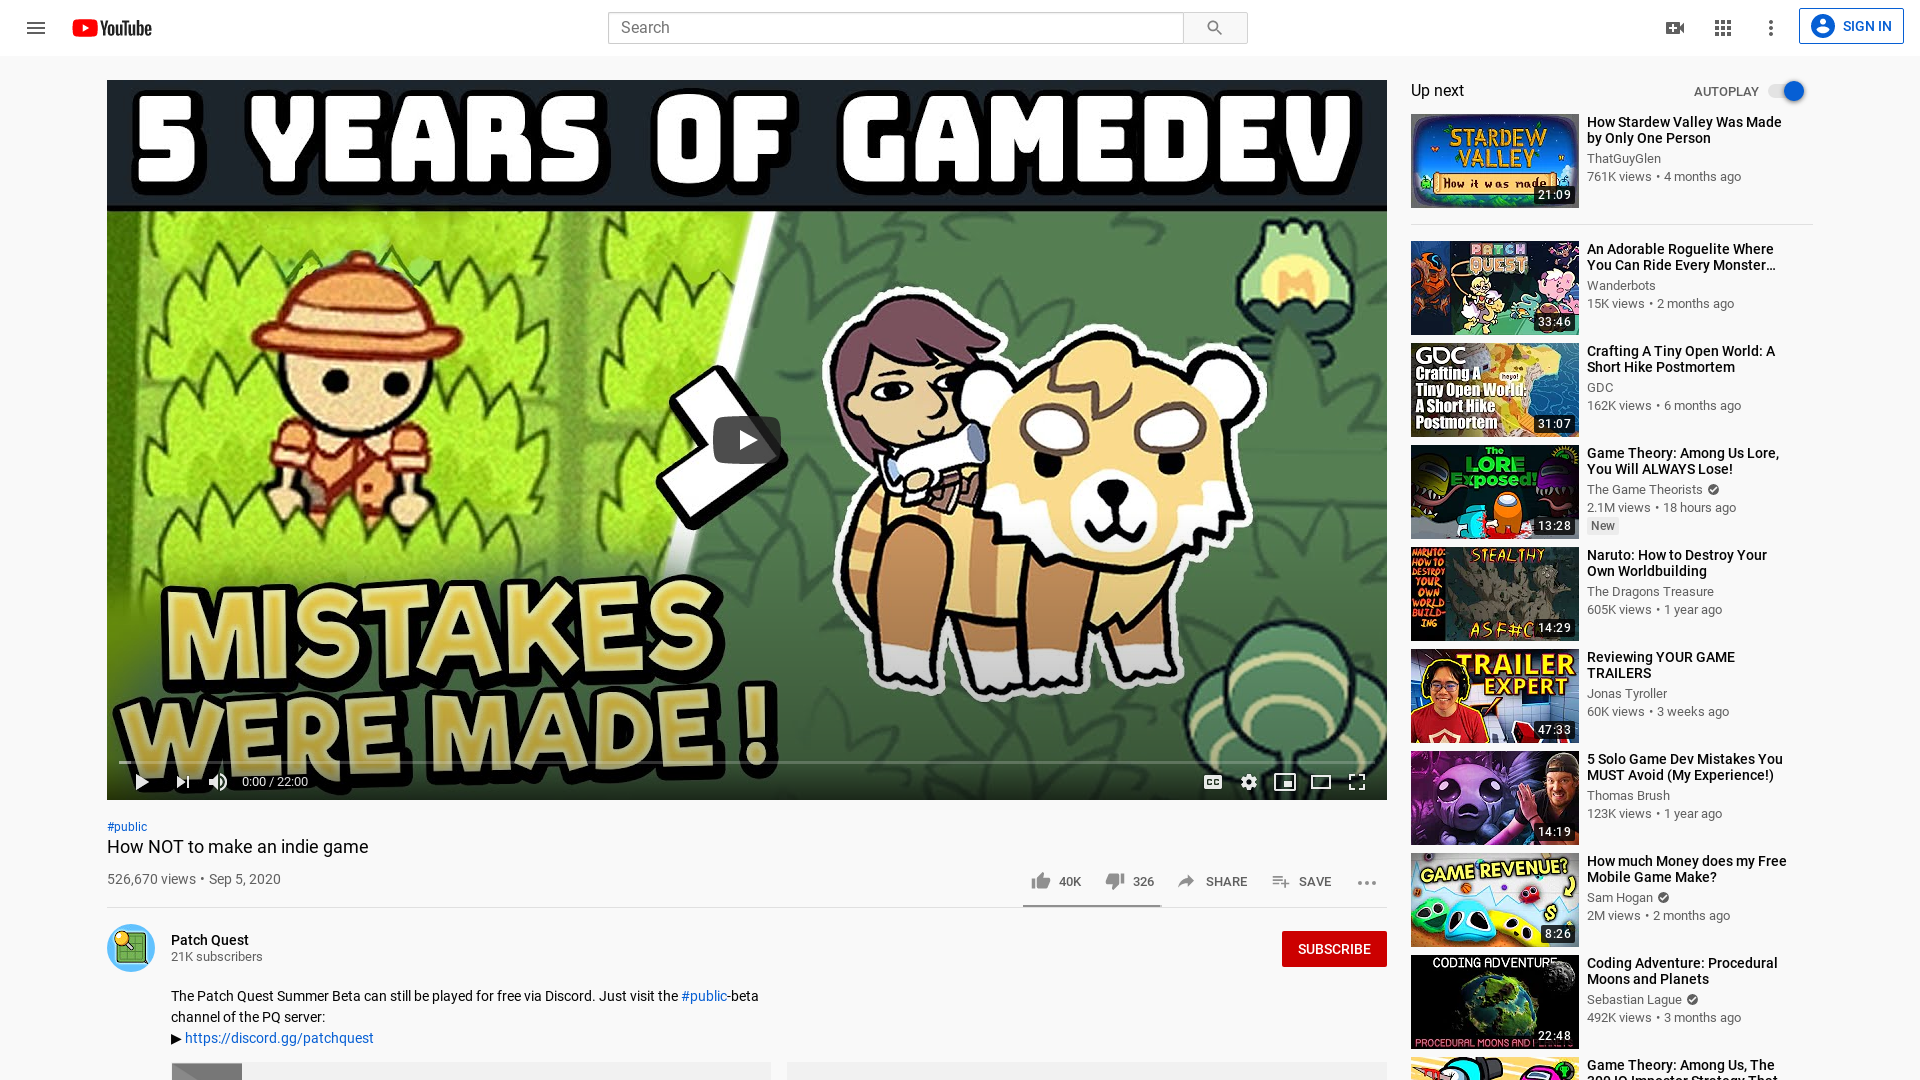 YouTube
Search
SIGN IN
5 YEARS OF GAMEDEV
M
MISTAKES
WERE MADE!
0:00 / 22:00
CC
#public
How NOT to make an indie game
526,670 views • Sep 5, 2020
40K
326
SHARE
SAVE
Patch Quest
21K subscribers
SUBSCRIBE
The Patch Quest Summer Beta can still be played for free via Discord. Just visit the #public-beta
channel of the PQ server:
▶ https://discord.gg/patchquest
Up next
AUTOPLAY
STARDEW
VALLEY
How it was made
21:09
How Stardew Valley Was Made
by Only One Person
ThatGuyGlen
761K views • 4 months ago
PATCH
QUEST
33:46
An Adorable Roguelite Where
You Can Ride Every Monster...
Wanderbots
15K views • 2 months ago
GDC
Crafting A
Tiny Open World:
A Short Hike
Postmortem
heyo!
31:07
Crafting A Tiny Open World: A
Short Hike Postmortem
GDC
162K views • 6 months ago
The
LORE
Exposed!
13:28
Game Theory: Among Us Lore,
You Will ALWAYS Lose!
The Game Theorists
2.1M views • 18 hours ago
New
NARUTO:
HOW TO
DESTROY
YOUR
OWN
WORLD
BUILD-
ING
STEALTHY
ASF#C
14:29
Naruto: How to Destroy Your
Own Worldbuilding
The Dragons Treasure
605K views • 1 year ago
TRAILER
EXPERT
47:33
Reviewing YOUR GAME
TRAILERS
Jonas Tyroller
60K views • 3 weeks ago
14:19
5 Solo Game Dev Mistakes You
MUST Avoid (My Experience!)
Thomas Brush
123K views • 1 year ago
GAME REVENUE?
$
8:26
How much Money does my Free
Mobile Game Make?
Sam Hogan
2M views • 2 months ago
CODING ADVENTURE
PROCEDURAL MOONS AND
22:48
Coding Adventure: Procedural
Moons and Planets
Sebastian Lague
492K views • 3 months ago
Game Theory: Among Us, The
300 IQ Imposter Strategy That